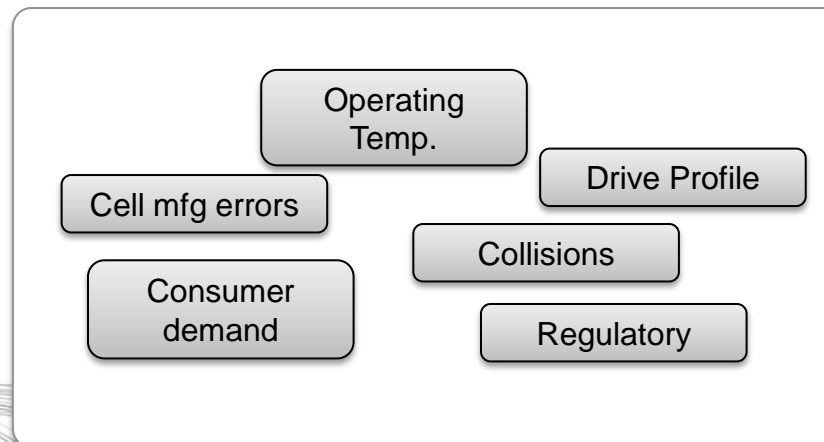 Operating
Temp.
Drive Profile
Cell mfg errors
Collisions
Consumer
demand
Regulatory